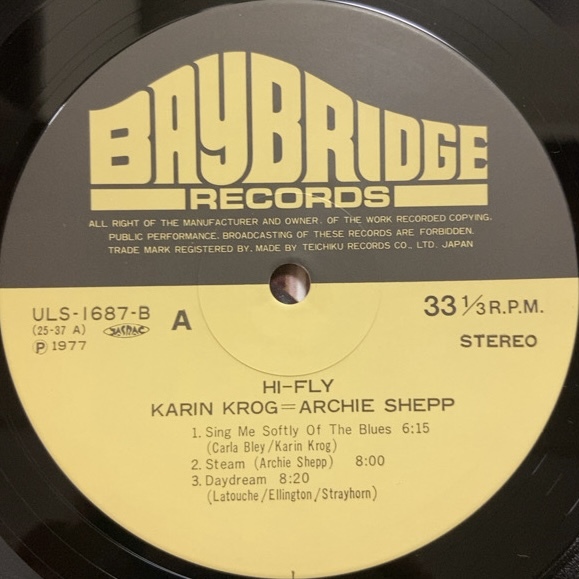 BAYBRIDGE
RECORDS
ALL RIGHT OF THE MANUFACTURER AND OWNER. OF THE WORK RECORDED COPYING,
PUBLIC PERFORMANCE. BROADCASTING OF THESE RECORDS ARE FORBIDDEN.
TRADE MARK REGISTERED BY. MADE BY TEICHIKU RECORDS CO., LTD. JAPAN
ULS-1687-B
(25-37 A)
Ⓟ 1977
A
33 1/3 R.P.M.
STEREO
HI-FLY
KARIN KROG=ARCHIE SHEPP
1. Sing Me Softly Of The Blues 6:15
(Carla Bley/Karin Krog)
2. Steam (Archie Shepp) 8:00
3. Daydream 8:20
(Latouche/Ellington/Strayhorn)